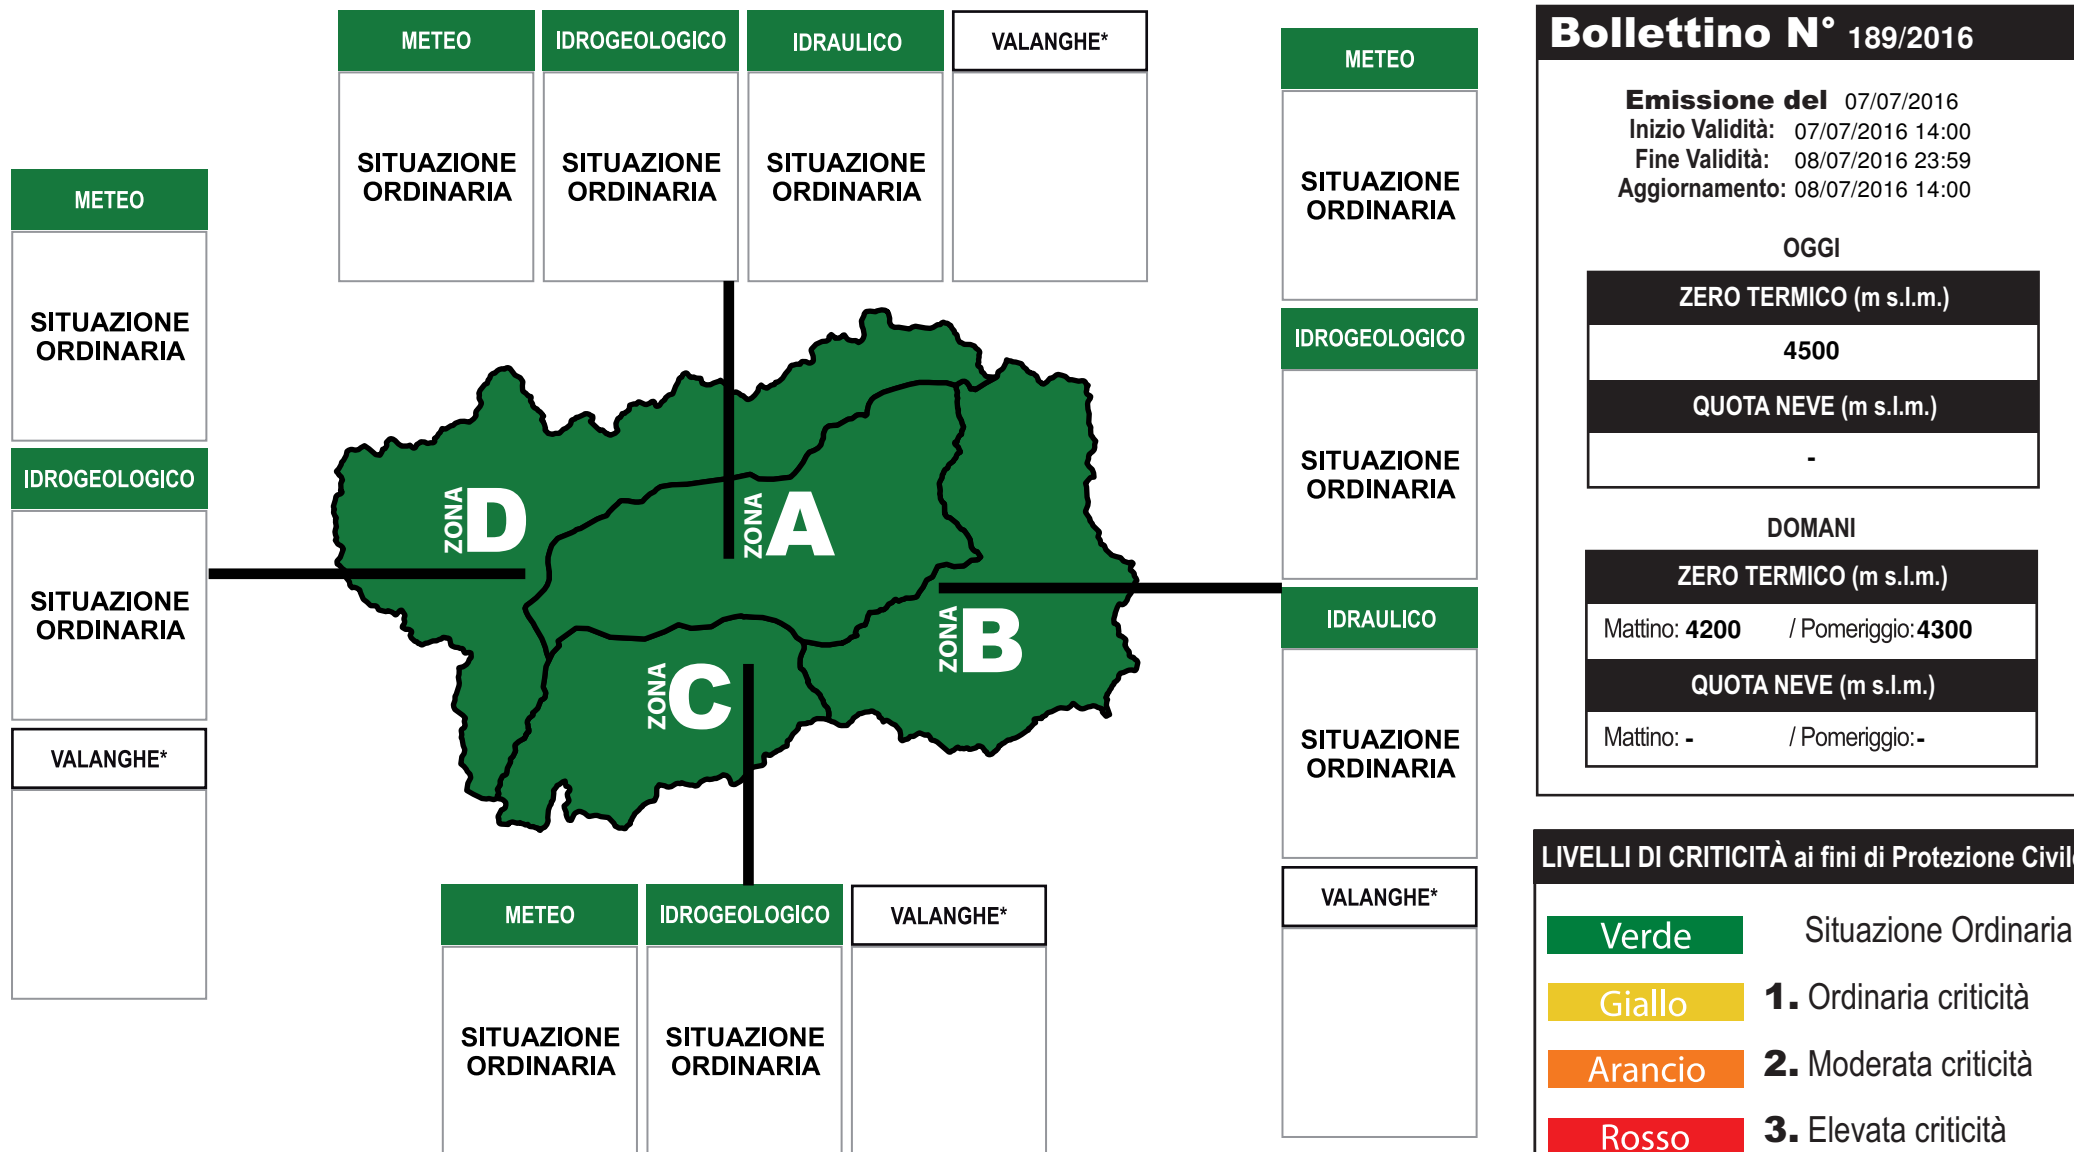 METEO
IDROGEOLOGICO
IDRAULICO
VALANGHE*
SITUAZIONE
ORDINARIA
SITUAZIONE
ORDINARIA
SITUAZIONE
ORDINARIA
METEO
SITUAZIONE
ORDINARIA
IDROGEOLOGICO
SITUAZIONE
ORDINARIA
VALANGHE*
ZONA D
ZONA A
ZONA B
ZONA C
METEO
SITUAZIONE
ORDINARIA
IDROGEOLOGICO
SITUAZIONE
ORDINARIA
IDRAULICO
SITUAZIONE
ORDINARIA
VALANGHE*
METEO
IDROGEOLOGICO
VALANGHE*
SITUAZIONE
ORDINARIA
SITUAZIONE
ORDINARIA
Bollettino N° 189/2016
Emissione del 07/07/2016
Inizio Validità: 07/07/2016 14:00
Fine Validità: 08/07/2016 23:59
Aggiornamento: 08/07/2016 14:00
OGGI
ZERO TERMICO (m s.l.m.)
4500
QUOTA NEVE (m s.l.m.)
-
DOMANI
ZERO TERMICO (m s.l.m.)
Mattino: 4200 / Pomeriggio: 4300
QUOTA NEVE (m s.l.m.)
Mattino: - / Pomeriggio: -
LIVELLI DI CRITICITÀ ai fini di Protezione Civile
Verde Situazione Ordinaria
Giallo 1. Ordinaria criticità
Arancio 2. Moderata criticità
Rosso 3. Elevata criticità